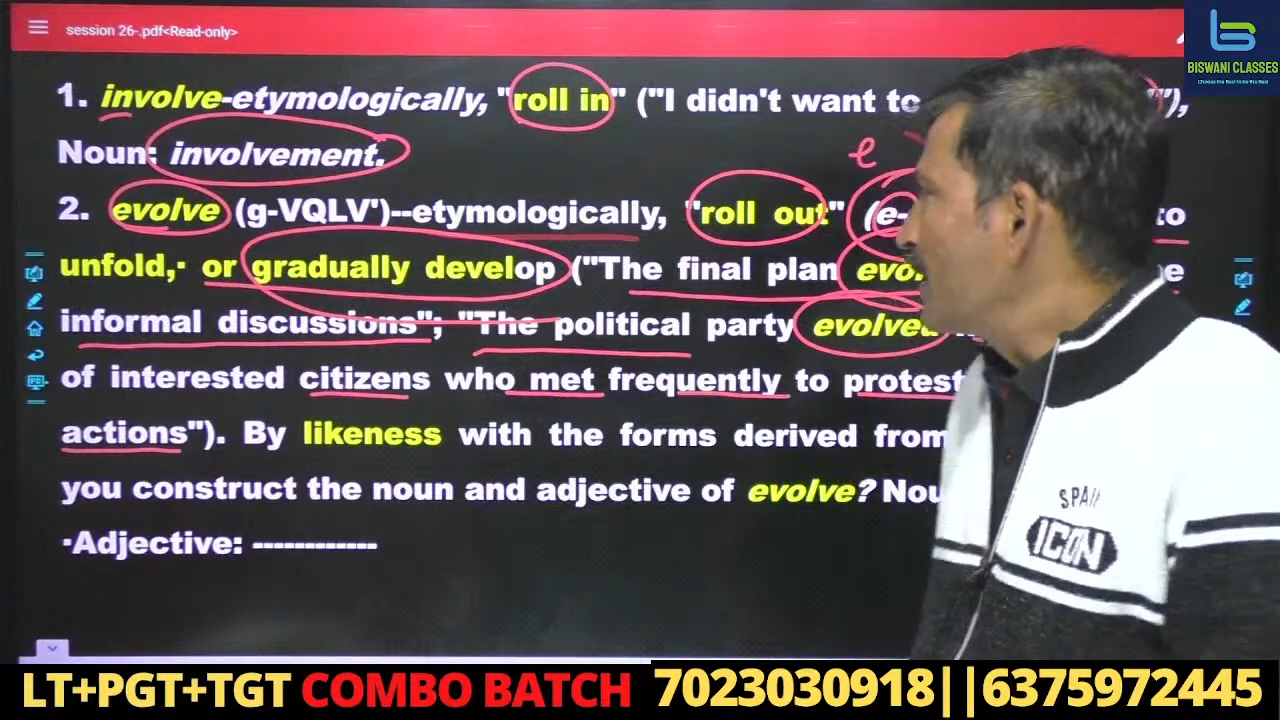 session 26-.pdf<Read-only>
BISWANI CLASSES
1. involve-etymologically, "roll in" ("I didn't want to "),
Noun: involvement.
e
2. evolve (g-VQLV')--etymologically, "roll out" (e- to
unfold,· or gradually develop ("The final plan
informal discussions"; "The political party evolved
of interested citizens who met frequently to protest
actions"). By likeness with the forms derived from
you construct the noun and adjective of evolve? Nou
·Adjective: ------------
SPAIN
ICON
LT+PGT+TGT COMBO BATCH 7023030918||6375972445